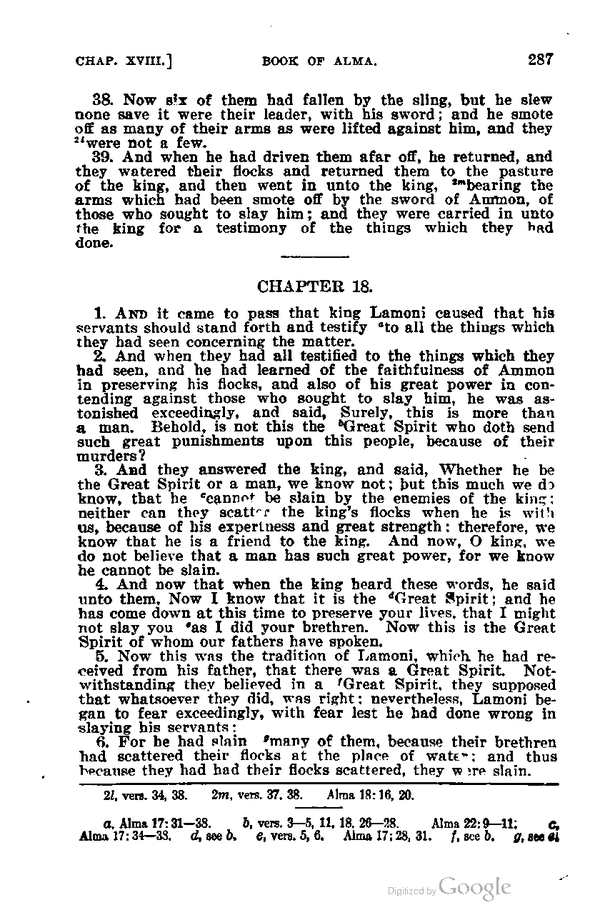 CHAP. XVIII.] BOOK OF ALMA. 287
38. Now six of them had fallen by the sling, but he slew
none save it were their leader, with his sword; and he smote
off as many of their arms as were lifted against him, and they
2l were not a few.
39. And when he had driven them afar off, he returned, and
they watered their flocks and returned them to the pasture
of the king, and then went in unto the king, 2m bearing the
arms which had been smote off by the sword of Ammon, of
those who sought to slay him; and they were carried in unto
the king for a testimony of the things which they had
done.
CHAPTER 18.
1. AND it came to pass that king Lamoni caused that his
servants should stand forth and testify a to all the things which
they had seen concerning the matter.
2. And when they had all testified to the things which they
had seen, and he had learned of the faithfulness of Ammon
in preserving his flocks, and also of his great power in con-
tending against those who sought to slay him, he was as-
tonished exceedingly, and said, Surely, this is more than
a man. Behold, is not this the b Great Spirit who doth send
such great punishments upon this people, because of their
murders?
3. And they answered the king, and said, Whether he be
the Great Spirit or a man, we know not; but this much we do
know, that he c cannot be slain by the enemies of the king;
neither can they scatter the king's flocks when he is with
us, because of his expertness and great strength; therefore, we
know that he is a friend to the king. And now, O king, we
do not believe that a man has such great power, for we know
he cannot be slain.
4. And now that when the king heard these words, he said
unto them, Now I know that it is the d Great Spirit; and he
has come down at this time to preserve your lives, that I might
not slay you e as I did your brethren. Now this is the Great
Spirit of whom our fathers have spoken.
5. Now this was the tradition of Lamoni, which he had re-
ceived from his father, that there was a Great Spirit. Not-
withstanding they believed in a f Great Spirit, they supposed
that whatsoever they did, was right; nevertheless, Lamoni be-
gan to fear exceedingly, with fear lest he had done wrong in
slaying his servants;
6. For he had slain g many of them, because their brethren
had scattered their flocks at the place of water; and thus
because they had had their flocks scattered, they were slain.
2l, vers. 34, 38. 2m, vers. 37, 38. Alma 18:16, 20.
a, Alma 17:31—38. b, vers. 3—5, 11, 18, 26—28. Alma 22:9—11; c,
Alma 17:34—38. d, see b. e, vers. 5, 6. Alma 17:28, 31. f, see b. g, see e.
Digitized by Google